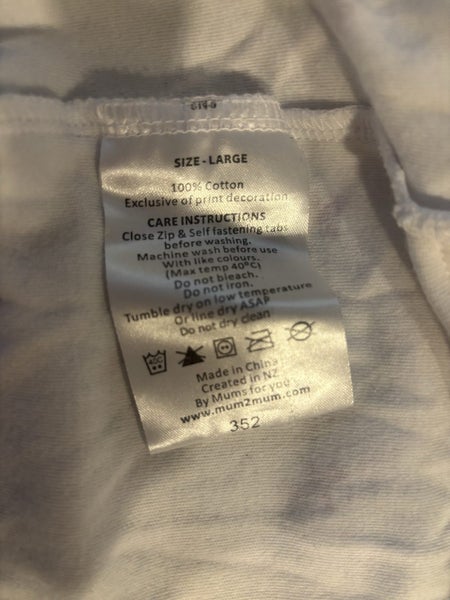 SIZE - LARGE
100% Cotton
Exclusive of print decoration
CARE INSTRUCTIONS
Close Zip & Self fastening tabs
before washing.
Machine wash before use
With like colours.
(Max temp 40°C)
Do not bleach.
Do not iron.
Tumble dry on low temperature
Or line dry ASAP
Do not dry clean
40C
Made in China
Created in NZ
By Mums for you
www.mum2mum.com
352